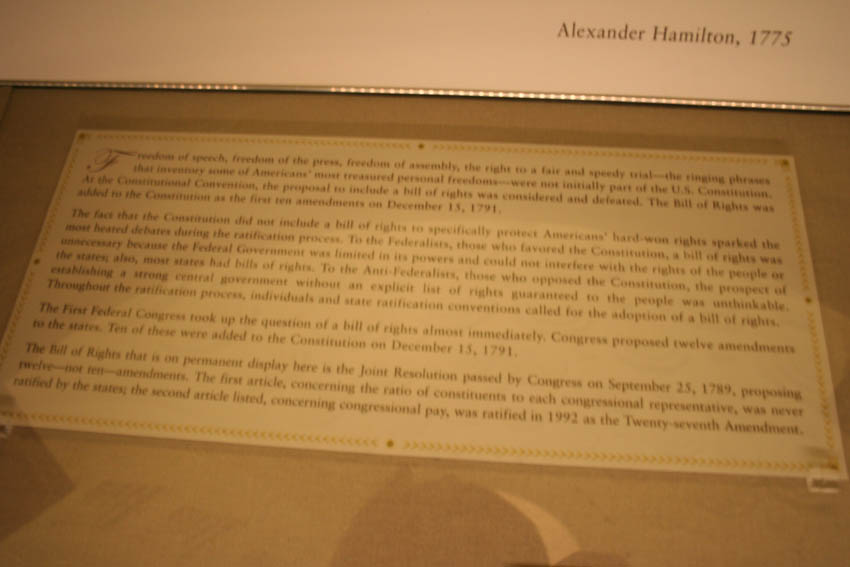 Alexander Hamilton, 1775
Freedom of speech, freedom of the press, freedom of assembly, the right to a fair and speedy trial—the ringing phrases
that inventory some of Americans' most treasured personal freedoms—were not initially part of the U.S. Constitution.
At the Constitutional Convention, the proposal to include a bill of rights was considered and defeated. The Bill of Rights was
added to the Constitution as the first ten amendments on December 15, 1791.
The fact that the Constitution did not include a bill of rights to specifically protect Americans' hard-won rights sparked the
most heated debates during the ratification process. To the Federalists, those who favored the Constitution, a bill of rights was
unnecessary because the Federal Government was limited in its powers and could not interfere with the rights of the people or
the states; also, most states had bills of rights. To the Anti-Federalists, those who opposed the Constitution, the prospect of
establishing a strong central government without an explicit list of rights guaranteed to the people was unthinkable.
Throughout the ratification process, individuals and state ratification conventions called for the adoption of a bill of rights.
The First Federal Congress took up the question of a bill of rights almost immediately. Congress proposed twelve amendments
to the states. Ten of these were added to the Constitution on December 15, 1791.
The Bill of Rights that is on permanent display here is the Joint Resolution passed by Congress on September 25, 1789, proposing
twelve—not ten—amendments. The first article, concerning the ratio of constituents to each congressional representative, was never
ratified by the states; the second article listed, concerning congressional pay, was ratified in 1992 as the Twenty-seventh Amendment.